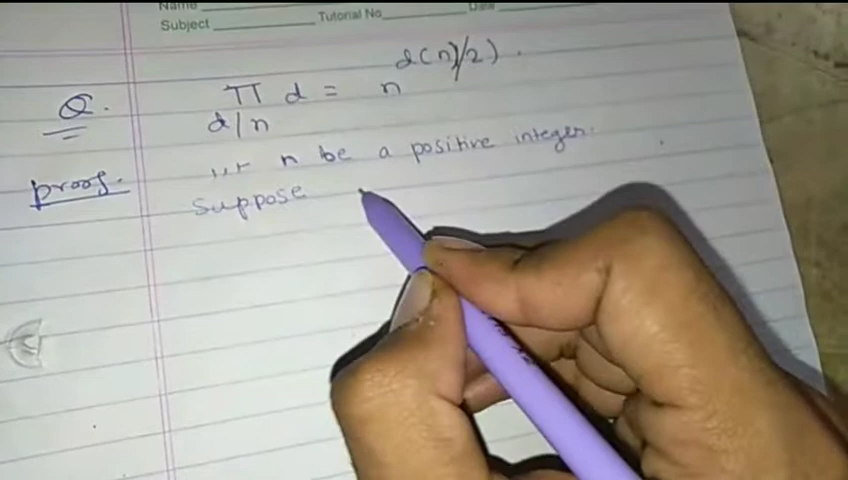 Name
Subject Tutorial No Date
Q. Π d = n d(n)/2).
d/n
proof. Let n be a positive integer.
Suppose